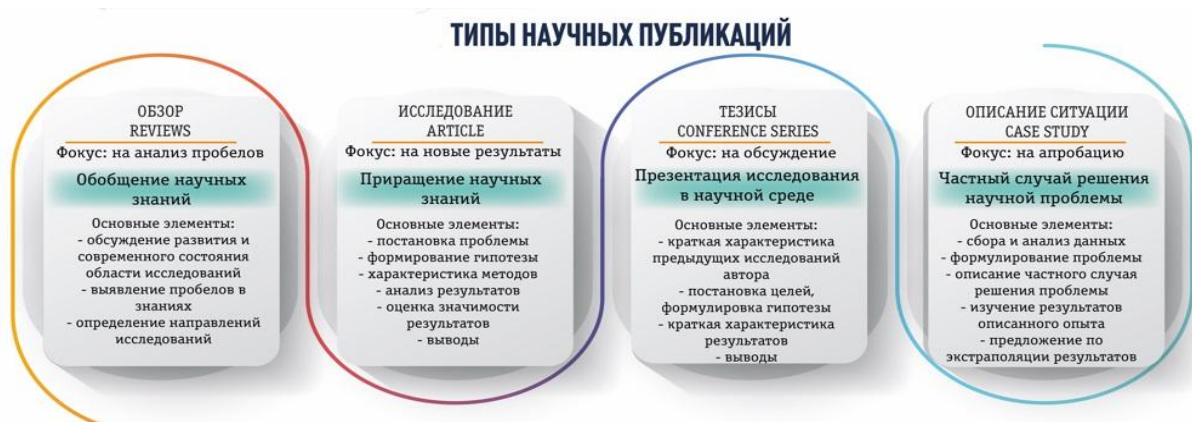 ТИПЫ НАУЧНЫХ ПУБЛИКАЦИЙ
ОБЗОР
REVIEWS
Фокус: на анализ пробелов
Обобщение научных
знаний
Основные элементы:
- обсуждение развития и
современного состояния
области исследований
- выявление пробелов в
знаниях
- определение направлений
исследований
ИССЛЕДОВАНИЕ
ARTICLE
Фокус: на новые результаты
Приращение научных
знаний
Основные элементы:
- постановка проблемы
- формирование гипотезы
- характеристика методов
- анализ результатов
- оценка значимости
результатов
- выводы
ТЕЗИСЫ
CONFERENCE SERIES
Фокус: на обсуждение
Презентация исследования
в научной среде
Основные элементы:
- краткая характеристика
предыдущих исследований
автора
- постановка целей,
формулировка гипотезы
- краткая характеристика
результатов
- выводы
ОПИСАНИЕ СИТУАЦИИ
CASE STUDY
Фокус: на апробацию
Частный случай решения
научной проблемы
Основные элементы:
- сбора и анализ данных
- формулирование проблемы
- описание частного случая
решения проблемы
- изучение результатов
описанного опыта
- предложение по
экстраполяции результатов